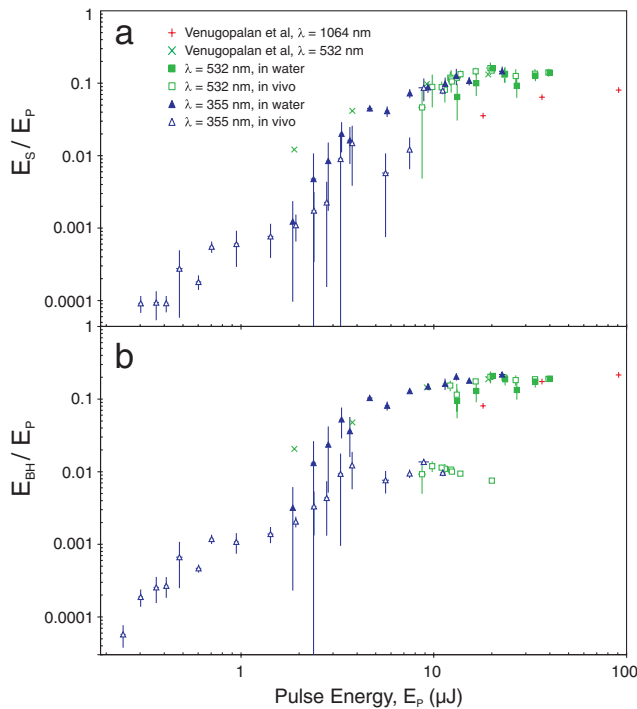 a
Venugopalan et al, λ = 1064 nm
Venugopalan et al, λ = 532 nm
λ = 532 nm, in water
λ = 532 nm, in vivo
λ = 355 nm, in water
λ = 355 nm, in vivo
1
0.1
0.01
0.001
0.0001
E_S / E_P
b
1
0.1
0.01
0.001
0.0001
E_BH / E_P
1
10
100
Pulse Energy, E_P (μJ)